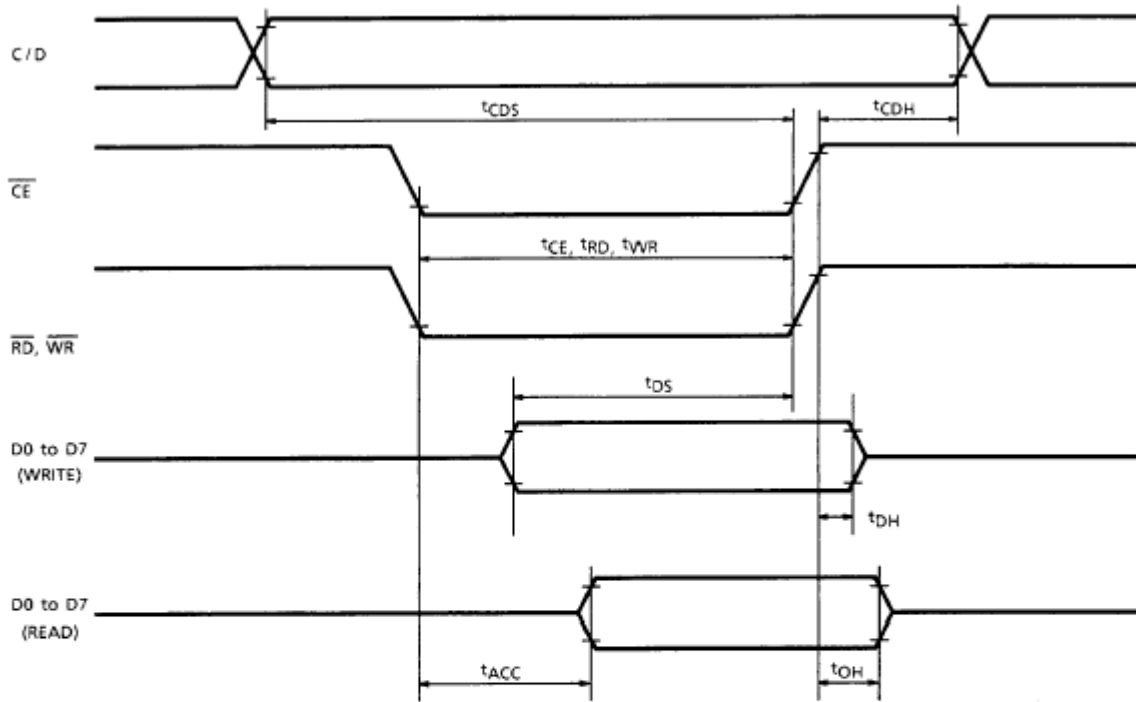 C / D
tCDS
tCDH
CE
tCE, tRD, tWR
RD, WR
tDS
D0 to D7
(WRITE)
tDH
D0 to D7
(READ)
tACC
tOH